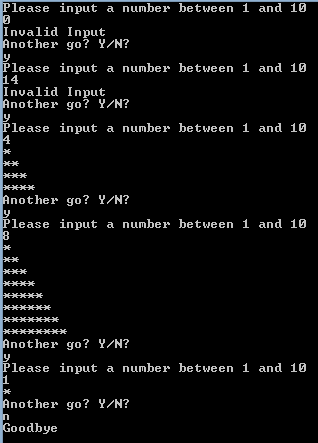 Please input a number between 1 and 10
0
Invalid Input
Another go? Y/N?
y
Please input a number between 1 and 10
14
Invalid Input
Another go? Y/N?
y
Please input a number between 1 and 10
4
*
**
***
****
Another go? Y/N?
y
Please input a number between 1 and 10
8
*
**
***
****
*****
******
*******
********
Another go? Y/N?
y
Please input a number between 1 and 10
1
*
Another go? Y/N?
n
Goodbye